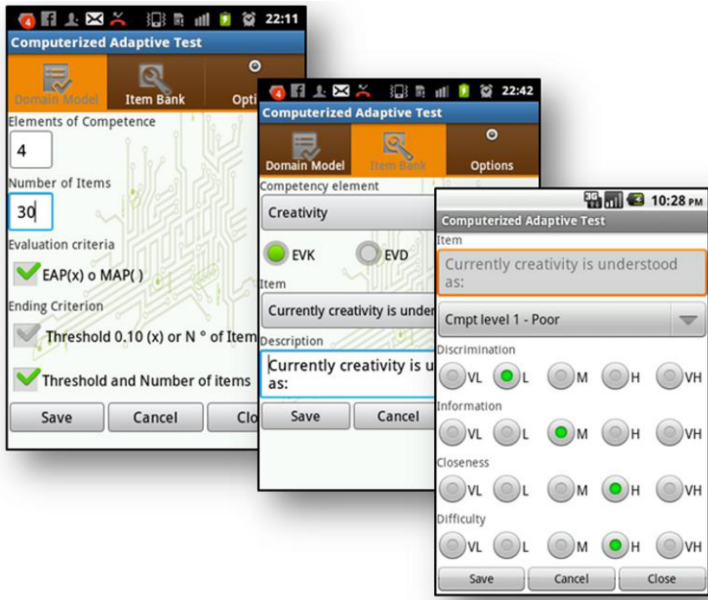 22:11
Computerized Adaptive Test
Domain Model
Item Bank
Opti
Elements of Competence
4
Number of Items
30
Evaluation criteria
EAP(x) o MAP( )
Ending Criterion
Threshold 0.10 (x) or N ° of Item
Threshold and Number of items
Save Cancel Clo
22:42
Computerized Adaptive Test
Domain Model
Item Bank
Options
Competency element
Creativity
EVK EVD
Item
Currently creativity is under
Description
Currently creativity is u
as:
Save Cancel
3G
10:28 PM
Computerized Adaptive Test
Item
Currently creativity is understood
as:
Cmpt level 1 - Poor
Discrimination
VL L M H VH
Information
VL L M H VH
Closeness
VL L M H VH
Difficulty
VL L M H VH
Save Cancel Close